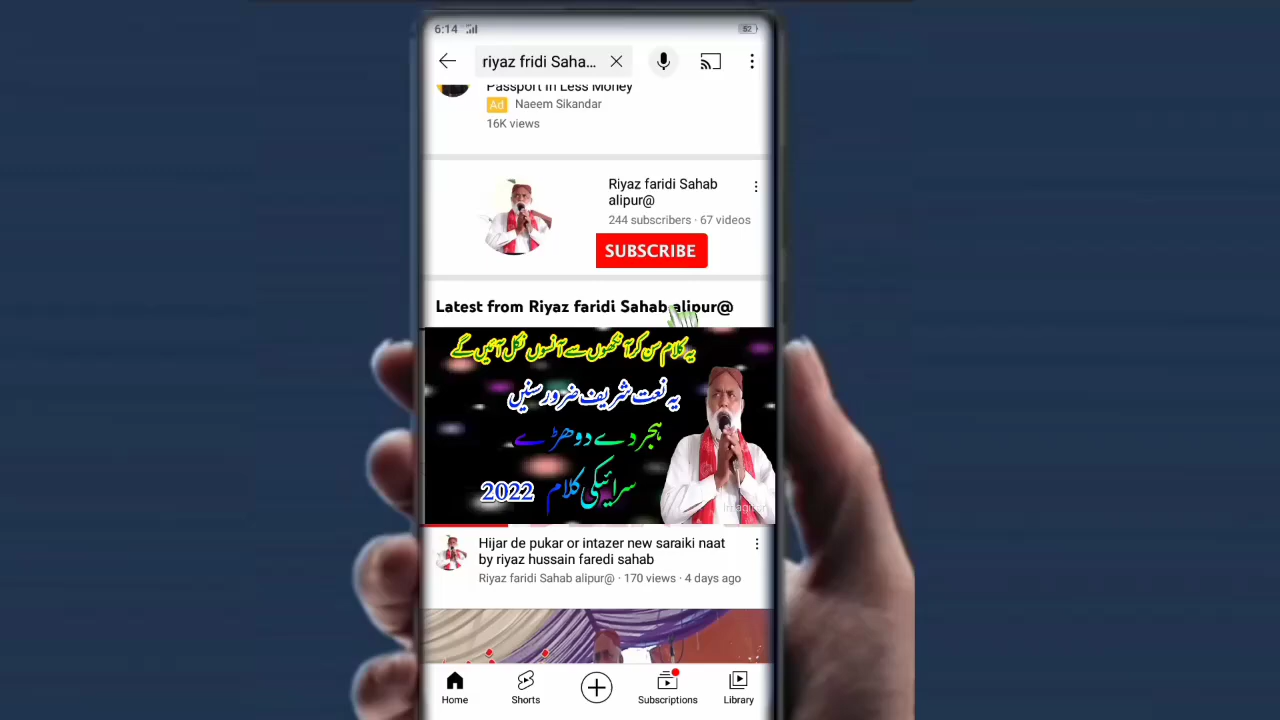 6:14
52
riyaz fridi Saha...
Passport In Less Money
Ad Naeem Sikandar
16K views
Riyaz faridi Sahab
alipur@
244 subscribers · 67 videos
SUBSCRIBE
Latest from Riyaz faridi Sahab alipur@
یہ کلام سن کر آنکھوں سے آنسوں نکل آئیں گے
یہ نعت شریف ضرور سنیں
ہجر دے دوھڑے
سرائیکی کلام 2022
Hijar de pukar or intazer new saraiki naat
by riyaz hussain faredi sahab
Riyaz faridi Sahab alipur@ · 170 views · 4 days ago
Home
Shorts
Subscriptions
Library